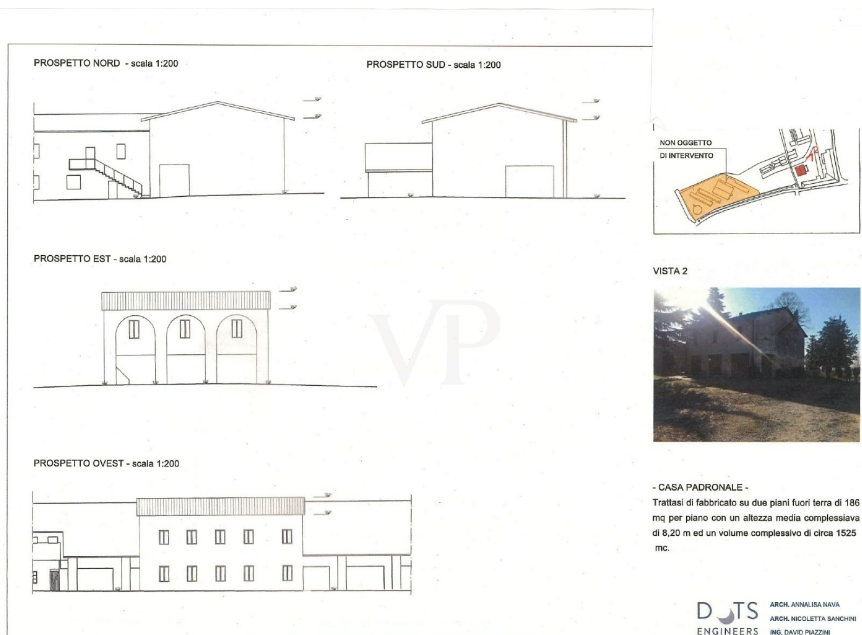 PROSPETTO NORD - scala 1:200
PROSPETTO SUD - scala 1:200
NON OGGETTO
DI INTERVENTO
PROSPETTO EST - scala 1:200
VISTA 2
VP
PROSPETTO OVEST - scala 1:200
- CASA PADRONALE -
Trattasi di fabbricato su due piani fuori terra di 186
mq per piano con un altezza media complessiava
di 8,20 m ed un volume complessivo di circa 1525
mc.
DOTS
ENGINEERS
ARCH. ANNALISA NAVA
ARCH. NICOLETTA SANCHINI
ING. DAVID PIAZZINI